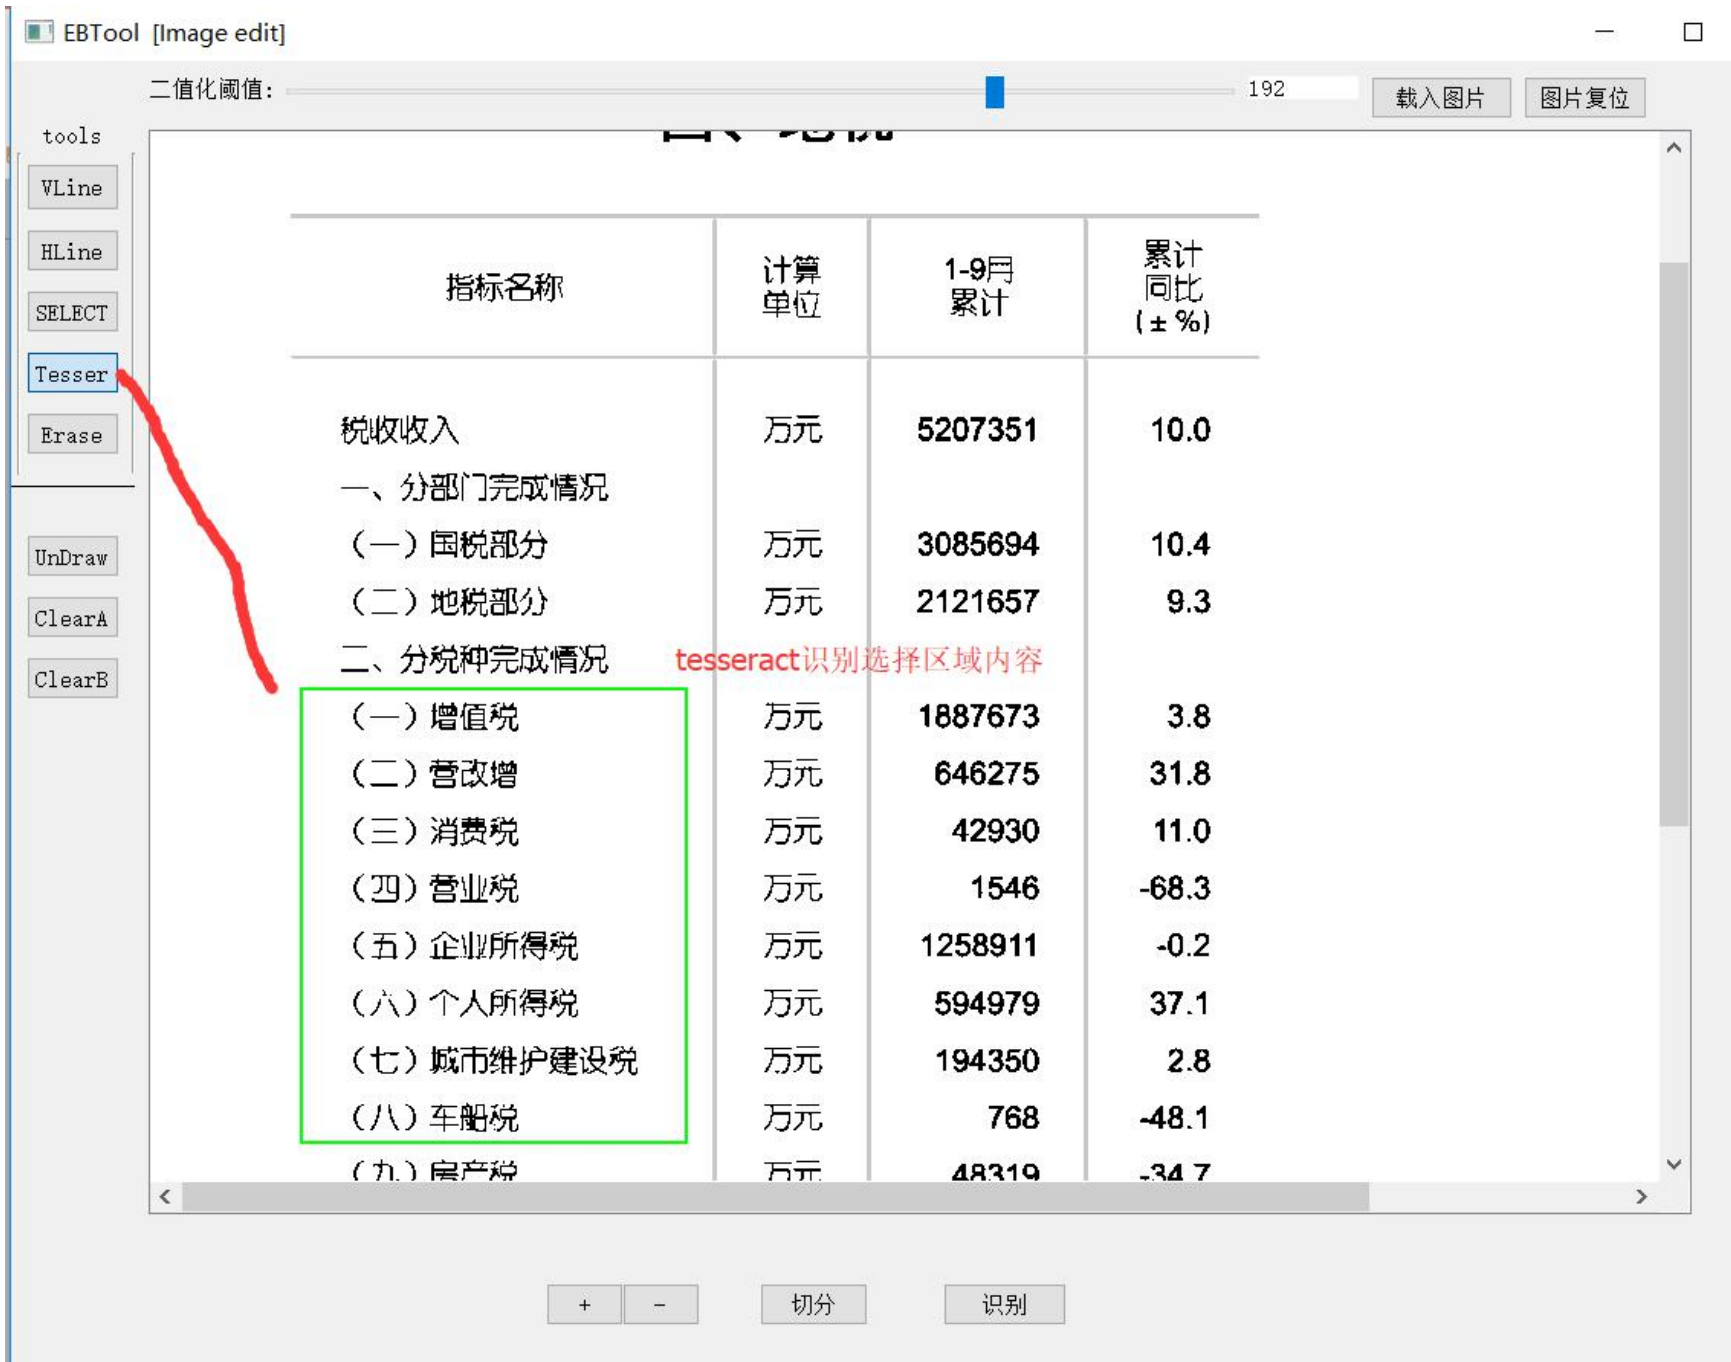 EBTool [Image edit]
二值化阈值： 192 载入图片 图片复位
tools
VLine
HLine
SELECT
Tesser
Erase
UnDraw
ClearA
ClearB
指标名称 计算单位 1-9月累计 累计同比(±%)
税收收入 万元 5207351 10.0
一、分部门完成情况
（一）国税部分 万元 3085694 10.4
（二）地税部分 万元 2121657 9.3
二、分税种完成情况 tesseract识别选择区域内容
（一）增值税 万元 1887673 3.8
（二）营改增 万元 646275 31.8
（三）消费税 万元 42930 11.0
（四）营业税 万元 1546 -68.3
（五）企业所得税 万元 1258911 -0.2
（六）个人所得税 万元 594979 37.1
（七）城市维护建设税 万元 194350 2.8
（八）车船税 万元 768 -48.1
（九）房产税 万元 48319 -34.7
+ - 切分 识别